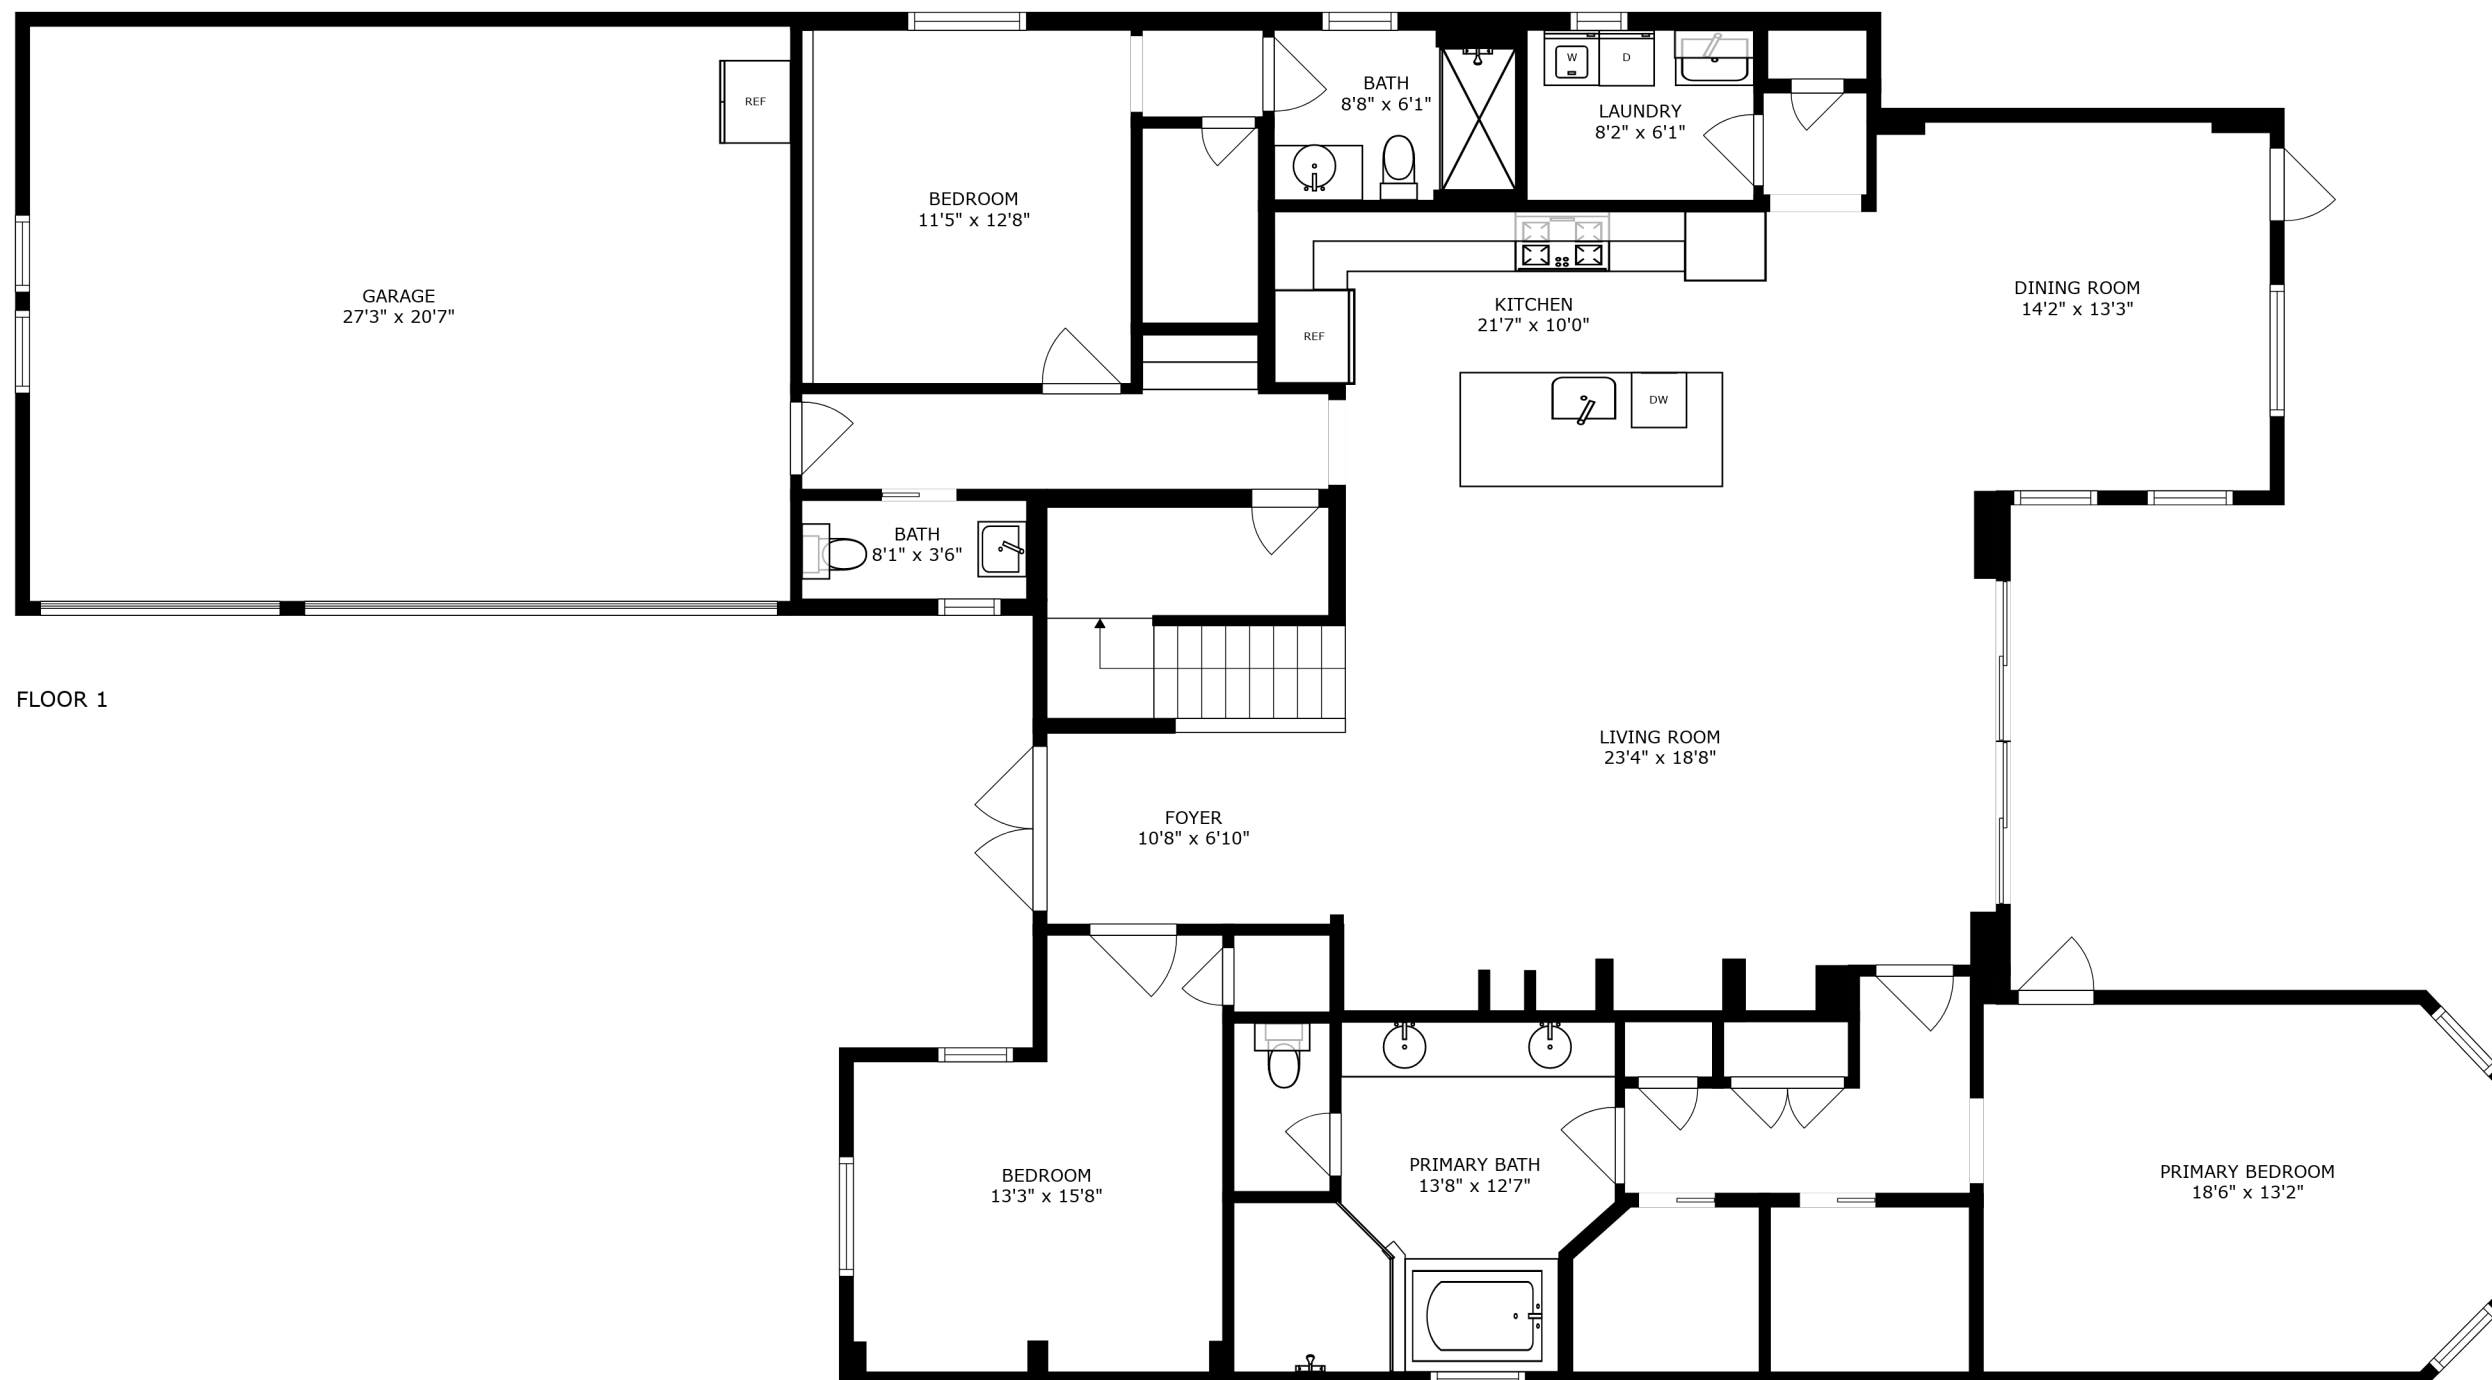 W
D
REF
BATH
8'8" x 6'1"
LAUNDRY
8'2" x 6'1"
BEDROOM
11'5" x 12'8"
GARAGE
27'3" x 20'7"
KITCHEN
21'7" x 10'0"
DINING ROOM
14'2" x 13'3"
REF
DW
BATH
8'1" x 3'6"
FLOOR 1
LIVING ROOM
23'4" x 18'8"
FOYER
10'8" x 6'10"
BEDROOM
13'3" x 15'8"
PRIMARY BATH
13'8" x 12'7"
PRIMARY BEDROOM
18'6" x 13'2"